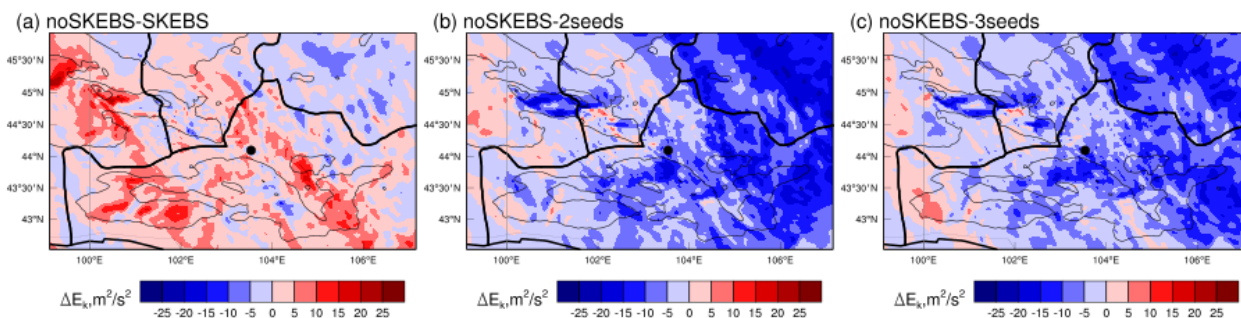 (a) noSKEBS-SKEBS
(b) noSKEBS-2seeds
(c) noSKEBS-3seeds
45°30'N
45°N
44°30'N
44°N
43°30'N
43°N
100°E 102°E 104°E 106°E
45°30'N
45°N
44°30'N
44°N
43°30'N
43°N
100°E 102°E 104°E 106°E
45°30'N
45°N
44°30'N
44°N
43°30'N
43°N
100°E 102°E 104°E 106°E
ΔEₖ,m²/s²
-25 -20 -15 -10 -5 0 5 10 15 20 25
ΔEₖ,m²/s²
-25 -20 -15 -10 -5 0 5 10 15 20 25
ΔEₖ,m²/s²
-25 -20 -15 -10 -5 0 5 10 15 20 25